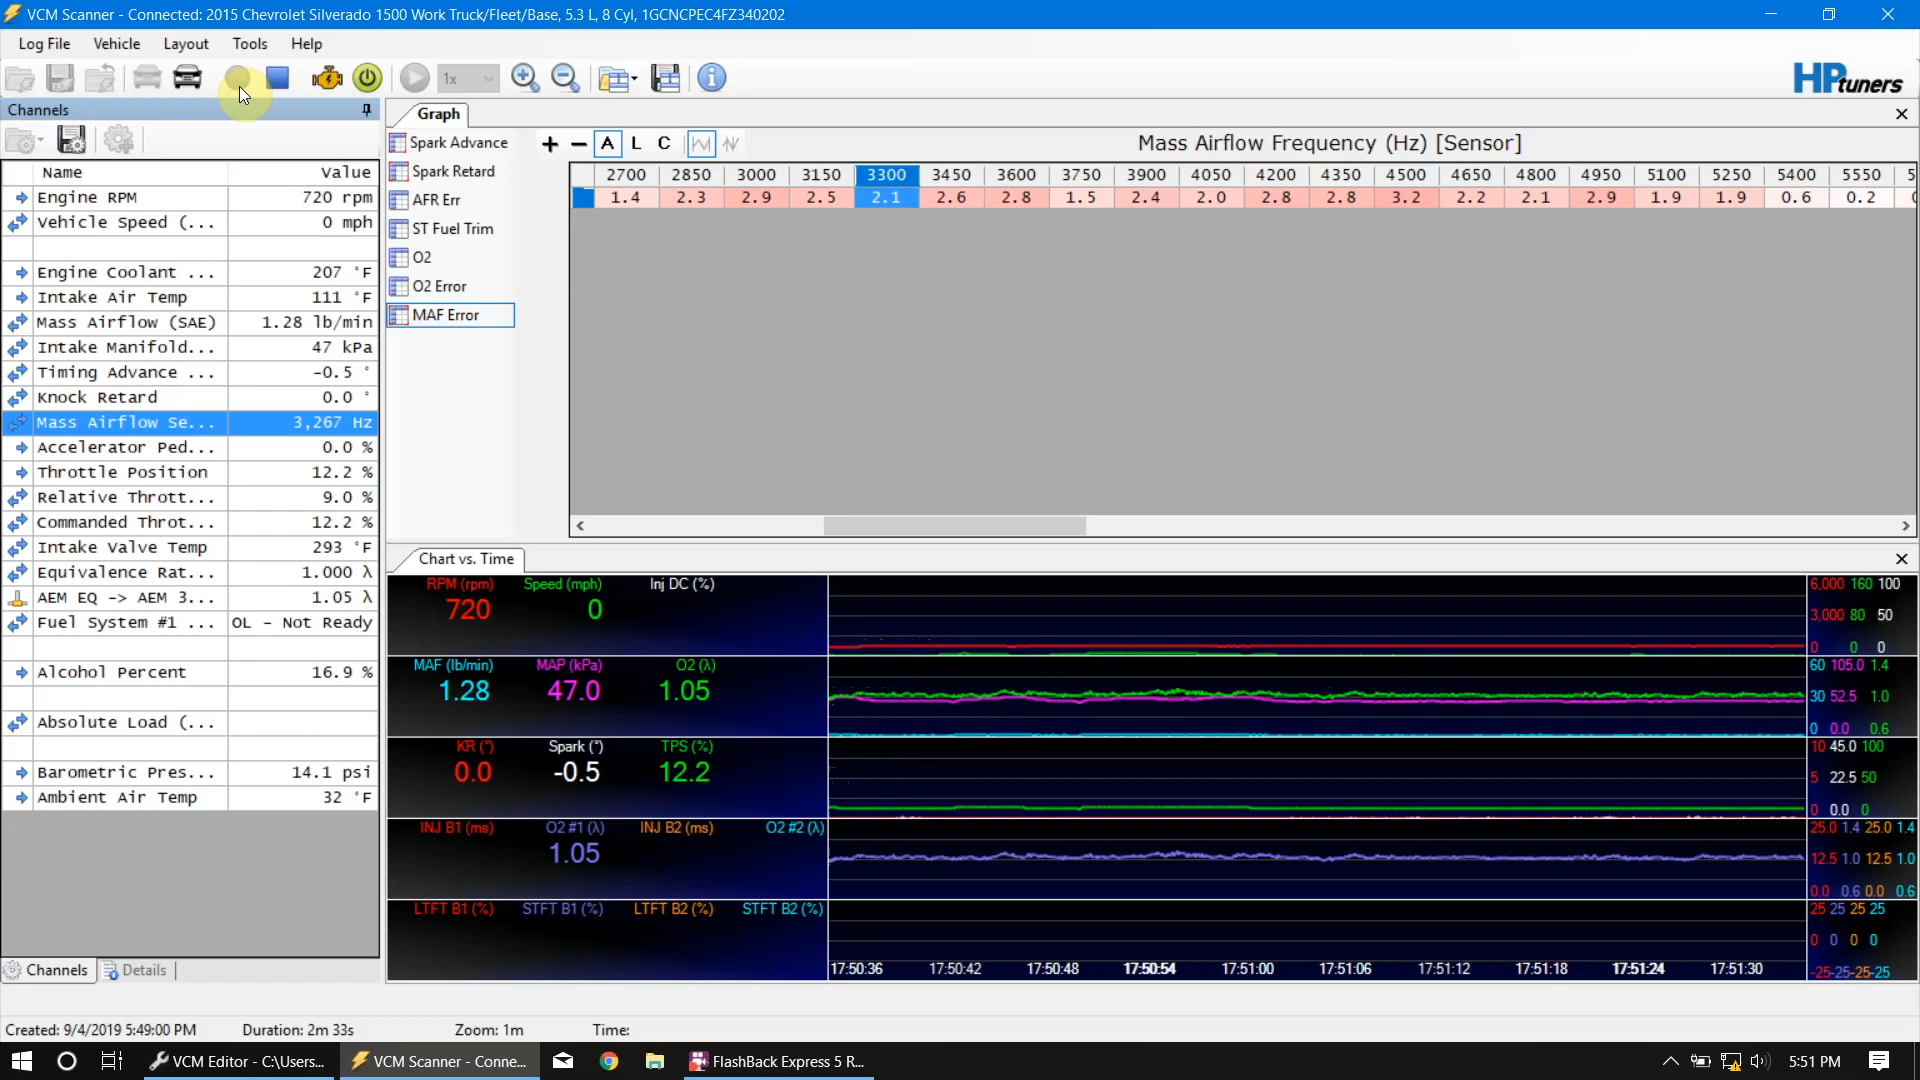 VCM Scanner - Connected: 2015 Chevrolet Silverado 1500 Work Truck/Fleet/Base, 5.3 L, 8 Cyl, 1GCNCPEC4FZ340202
Log File Vehicle Layout Tools Help
1x
HPtuners
Channels
Graph
Spark Advance
Spark Retard
AFR Err
ST Fuel Trim
O2
O2 Error
MAF Error
+ − A L C
Mass Airflow Frequency (Hz) [Sensor]
2700 2850 3000 3150 3300 3450 3600 3750 3900 4050 4200 4350 4500 4650 4800 4950 5100 5250 5400 5550 5
1.4 2.3 2.9 2.5 2.1 2.6 2.8 1.5 2.4 2.0 2.8 2.8 3.2 2.2 2.1 2.9 1.9 1.9 0.6 0.2
Name Value
Engine RPM 720 rpm
Vehicle Speed (... 0 mph
Engine Coolant ... 207 °F
Intake Air Temp 111 °F
Mass Airflow (SAE) 1.28 lb/min
Intake Manifold... 47 kPa
Timing Advance ... -0.5 °
Knock Retard 0.0 °
Mass Airflow Se... 3,267 Hz
Accelerator Ped... 0.0 %
Throttle Position 12.2 %
Relative Thrott... 9.0 %
Commanded Throt... 12.2 %
Intake Valve Temp 293 °F
Equivalence Rat... 1.000 λ
AEM EQ -> AEM 3... 1.05 λ
Fuel System #1 ... OL - Not Ready
Alcohol Percent 16.9 %
Absolute Load (...
Barometric Pres... 14.1 psi
Ambient Air Temp 32 °F
Channels Details
Chart vs. Time
RPM (rpm) Speed (mph) Inj DC (%)
720 0
6,000 160 100
3,000 80 50
0 0 0
MAF (lb/min) MAP (kPa) O2 (λ)
1.28 47.0 1.05
60 105.0 1.4
30 52.5 1.0
0 0.0 0.6
KR (°) Spark (°) TPS (%)
0.0 -0.5 12.2
10 45.0 100
5 22.5 50
0 0.0 0
INJ B1 (ms) O2 #1 (λ) INJ B2 (ms) O2 #2 (λ)
1.05
25.0 1.4 25.0 1.4
12.5 1.0 12.5 1.0
0.0 0.6 0.0 0.6
LTFT B1 (%) STFT B1 (%) LTFT B2 (%) STFT B2 (%)
25 25 25 25
0 0 0 0
-25 -25 -25 -25
17:50:36 17:50:42 17:50:48 17:50:54 17:51:00 17:51:06 17:51:12 17:51:18 17:51:24 17:51:30
Created: 9/4/2019 5:49:00 PM Duration: 2m 33s Zoom: 1m Time:
VCM Editor - C:\Users... VCM Scanner - Conne... FlashBack Express 5 R... 5:51 PM